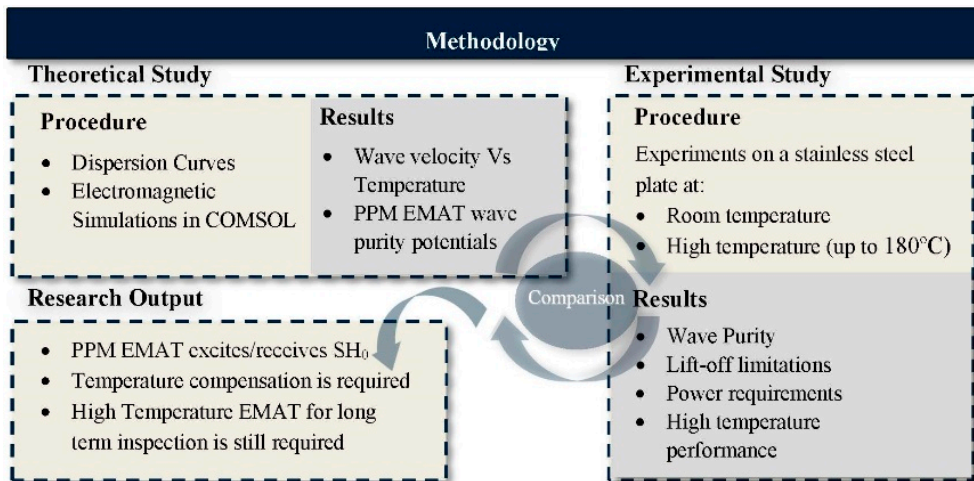 Methodology
Theoretical Study
Procedure
• Dispersion Curves
• Electromagnetic
Simulations in COMSOL
Results
• Wave velocity Vs
Temperature
• PPM EMAT wave
purity potentials
Experimental Study
Procedure
Experiments on a stainless steel
plate at:
• Room temperature
• High temperature (up to 180°C)
Results
• Wave Purity
• Lift-off limitations
• Power requirements
• High temperature
performance
Comparison
Research Output
• PPM EMAT excites/receives SH₀
• Temperature compensation is required
• High Temperature EMAT for long
term inspection is still required